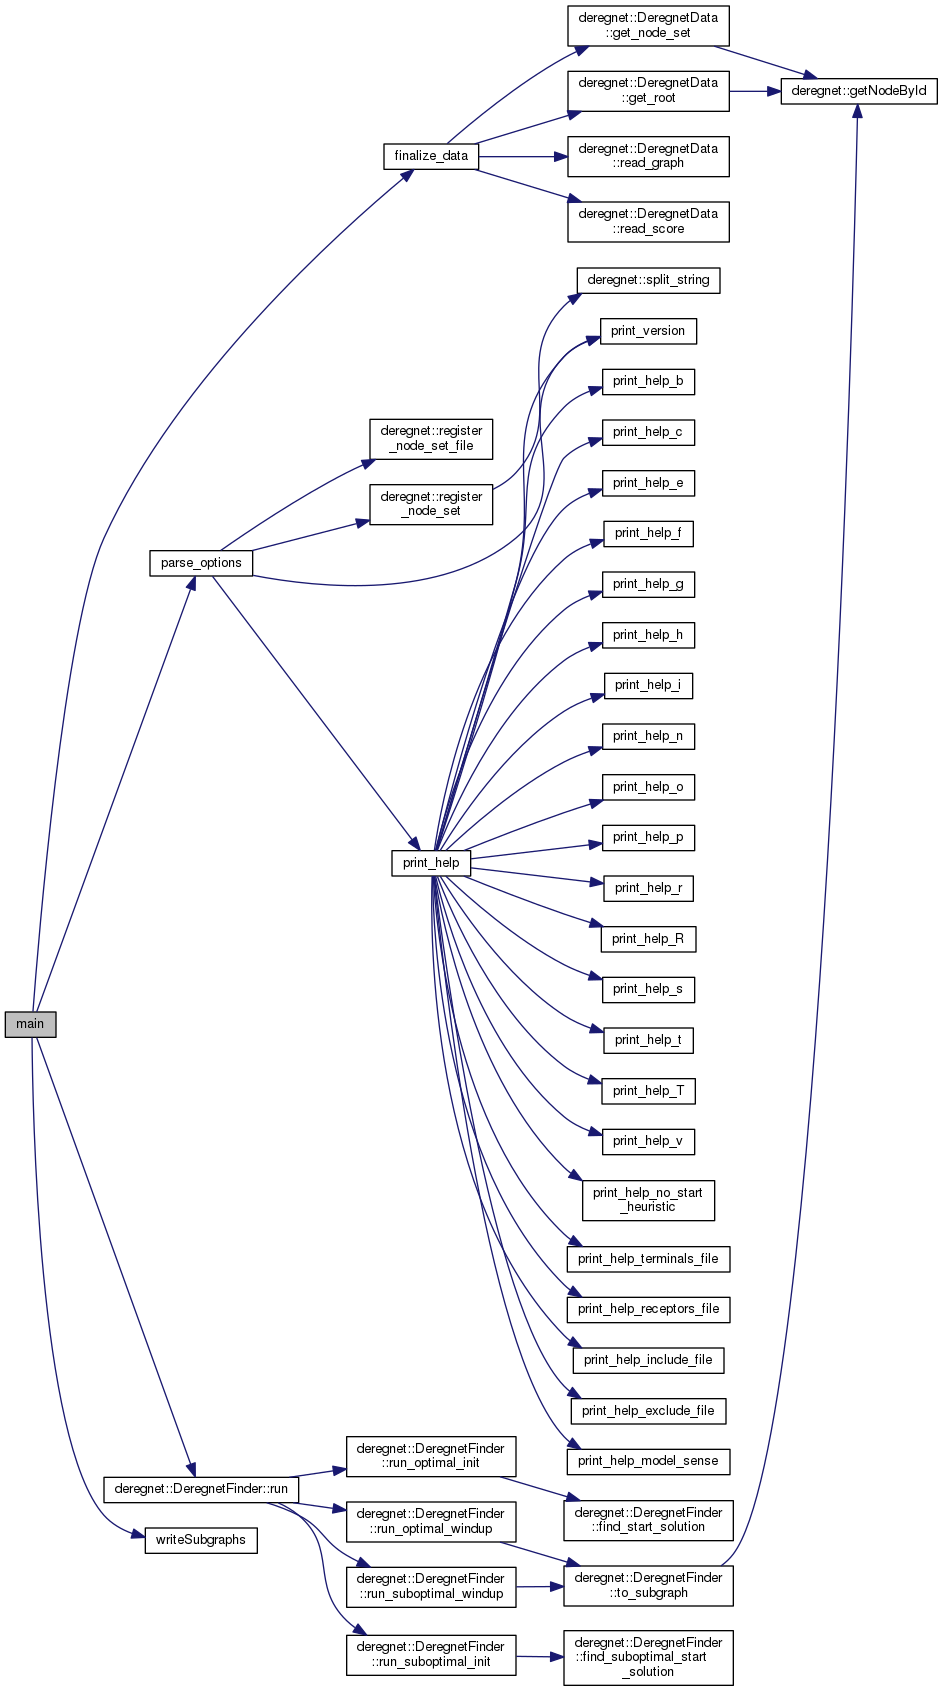 deregnet::DeregnetData
::get_node_set
deregnet::getNodeById
deregnet::DeregnetData
::get_root
finalize_data
deregnet::DeregnetData
::read_graph
deregnet::DeregnetData
::read_score
deregnet::split_string
print_version
print_help_b
deregnet::register
_node_set_file
print_help_c
print_help_e
deregnet::register
_node_set
print_help_f
parse_options
print_help_g
print_help_h
print_help_i
print_help_n
print_help_o
print_help_p
print_help
print_help_r
print_help_R
print_help_s
main
print_help_t
print_help_T
print_help_v
print_help_no_start
_heuristic
print_help_terminals_file
print_help_receptors_file
print_help_include_file
print_help_exclude_file
print_help_model_sense
deregnet::DeregnetFinder
::run_optimal_init
deregnet::DeregnetFinder::run
deregnet::DeregnetFinder
::find_start_solution
deregnet::DeregnetFinder
::run_optimal_windup
writeSubgraphs
deregnet::DeregnetFinder
::run_suboptimal_windup
deregnet::DeregnetFinder
::to_subgraph
deregnet::DeregnetFinder
::run_suboptimal_init
deregnet::DeregnetFinder
::find_suboptimal_start
_solution